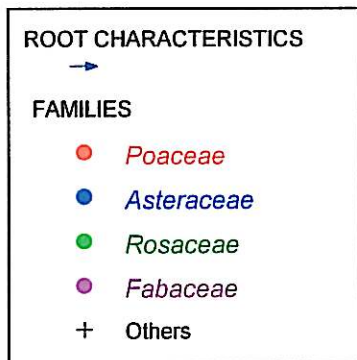 ROOT CHARACTERISTICS
FAMILIES
Poaceae
Asteraceae
Rosaceae
Fabaceae
Others